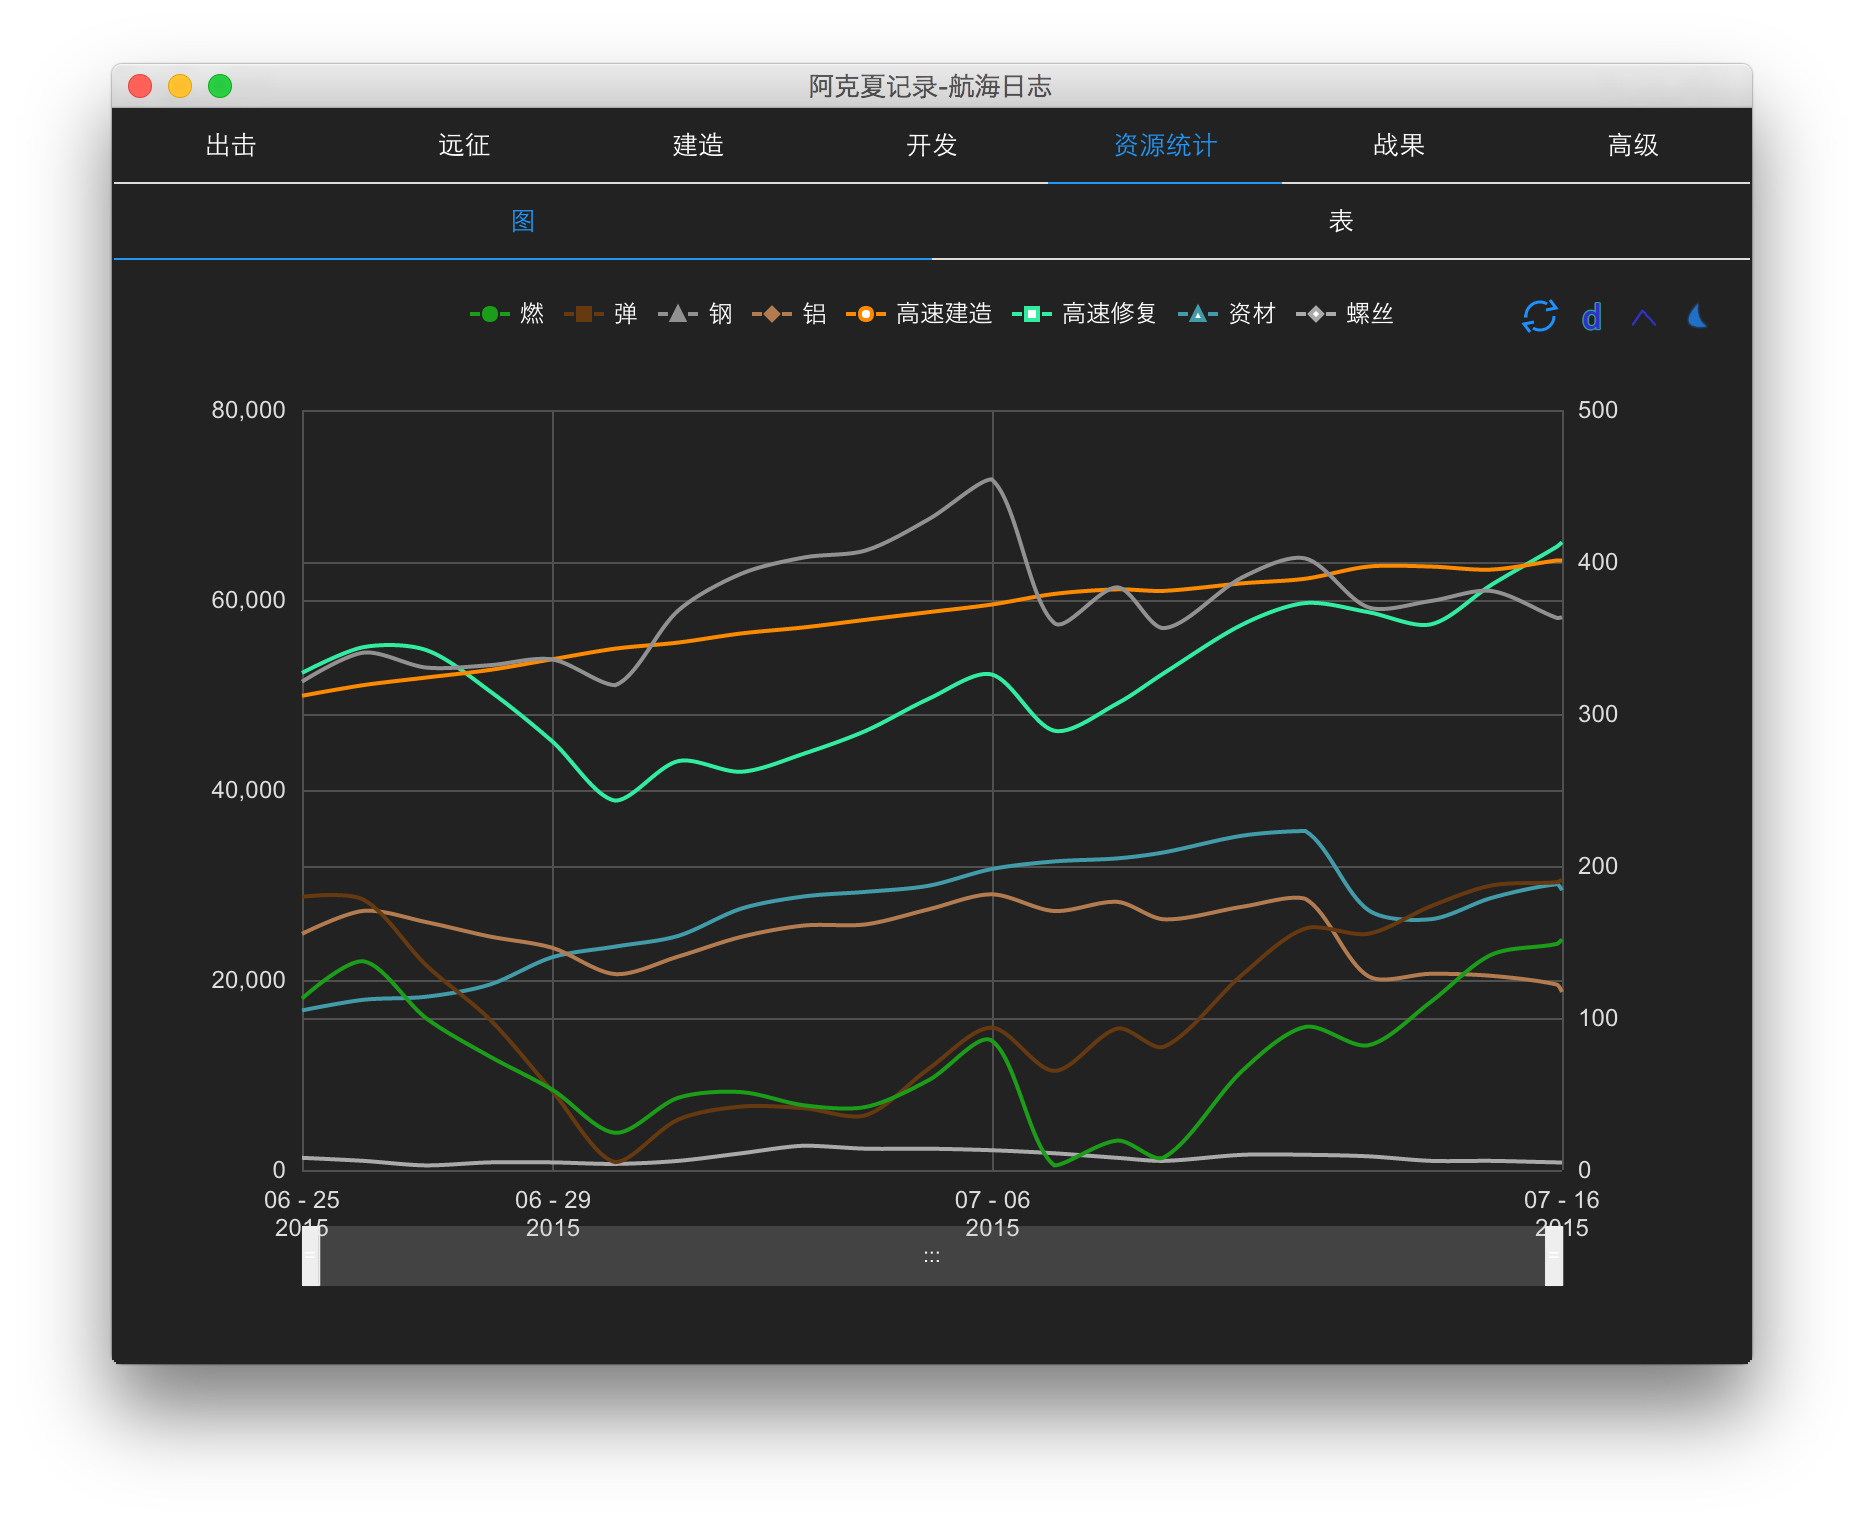 阿克夏记录-航海日志
出击 远征 建造 开发 资源统计 战果 高级
图 表
燃 弹 钢 铝 高速建造 高速修复 资材 螺丝 d
80,000 500
400
60,000
300
40,000
200
20,000
100
0 0
06 - 25 06 - 29 07 - 06 07 - 16
2015 2015 2015 2015